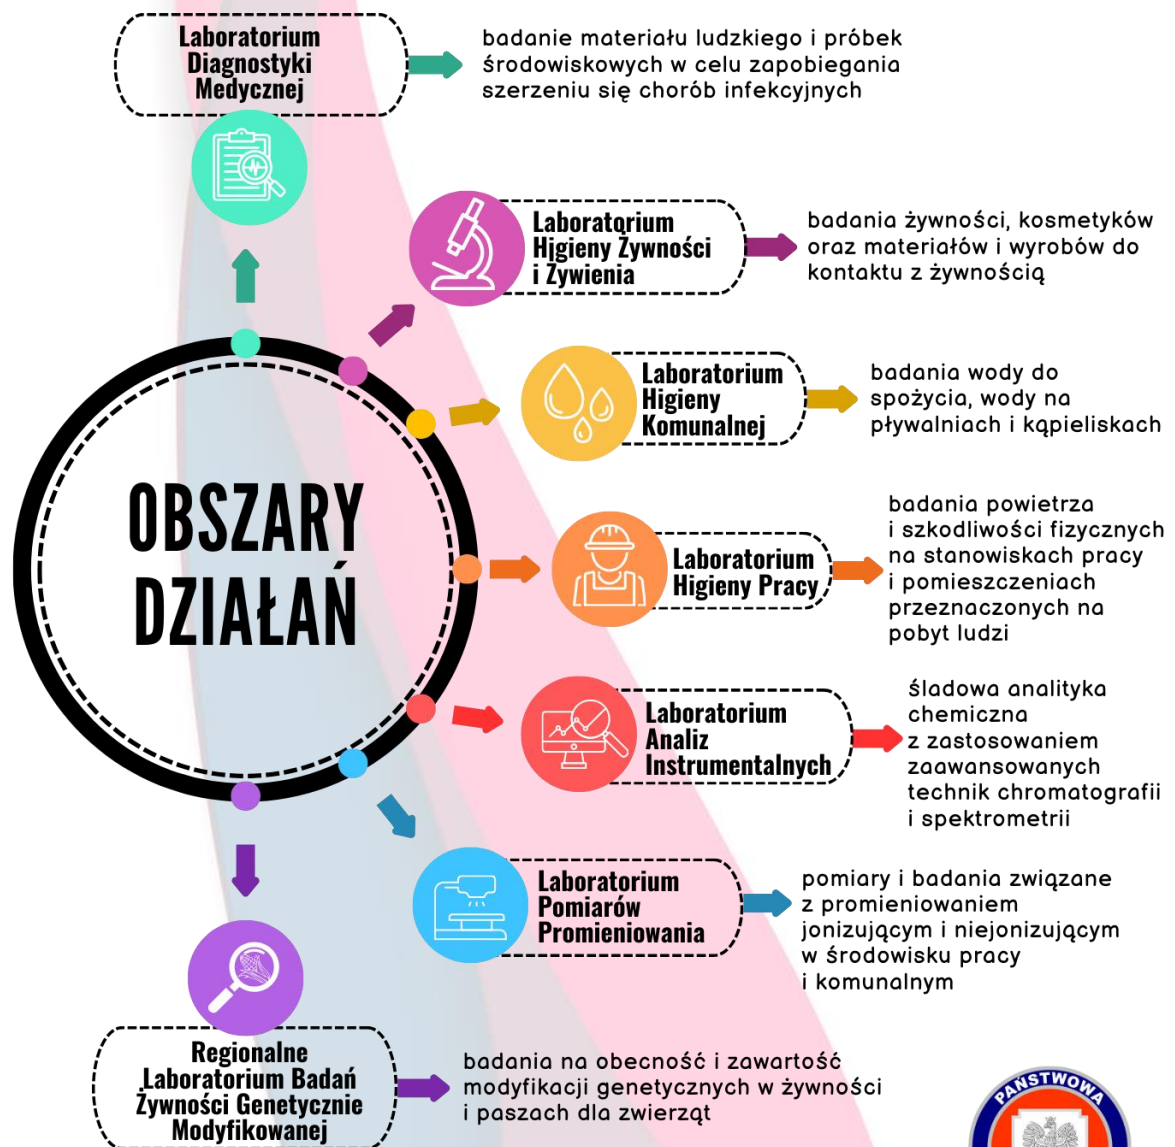 Laboratorium
Diagnostyki
Medycznej
badanie materiału ludzkiego i próbek
środowiskowych w celu zapobiegania
szerzeniu się chorób infekcyjnych
Laboratorium
Higieny Żywności
i Żywienia
badania żywności, kosmetyków
oraz materiałów i wyrobów do
kontaktu z żywnością
Laboratorium
Higieny
Komunalnej
badania wody do
spożycia, wody na
pływalniach i kąpieliskach
OBSZARY
DZIAŁAŃ
Laboratorium
Higieny Pracy
badania powietrza
i szkodliwości fizycznych
na stanowiskach pracy
i pomieszczeniach
przeznaczonych na
pobyt ludzi
Laboratorium
Analiz
Instrumentalnych
śladowa analityka
chemiczna
z zastosowaniem
zaawansowanych
technik chromatografii
i spektrometrii
Laboratorium
Pomiarów
Promieniowania
pomiary i badania związane
z promieniowaniem
jonizującym i niejonizującym
w środowisku pracy
i komunalnym
Regionalne
Laboratorium Badań
Żywności Genetycznie
Modyfikowanej
badania na obecność i zawartość
modyfikacji genetycznych w żywności
i paszach dla zwierząt
PAŃSTWOWA